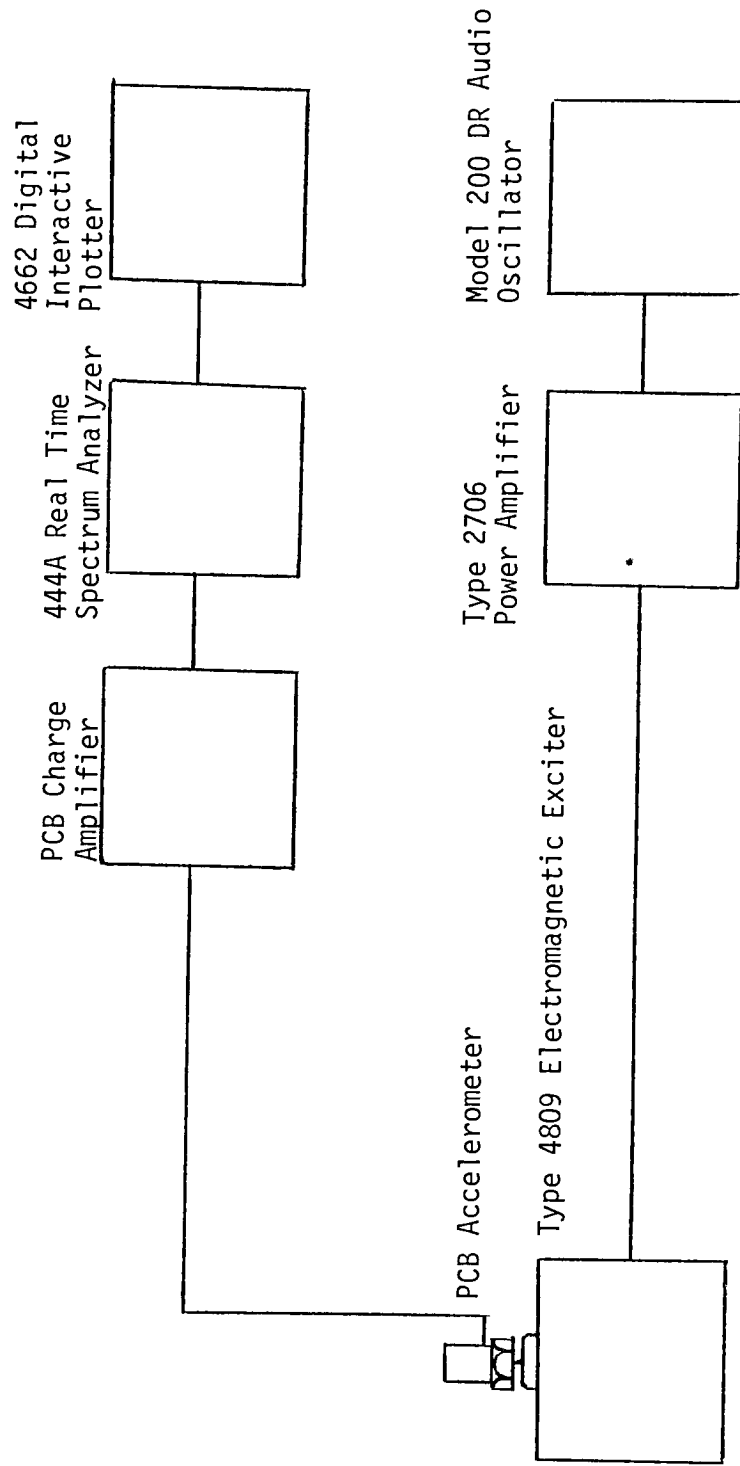 4662 Digital
Interactive
Plotter
444A Real Time
Spectrum Analyzer
PCB Charge
Amplifier
PCB Accelerometer
Type 4809 Electromagnetic Exciter
Type 2706
Power Amplifier
Model 200 DR Audio
Oscillator